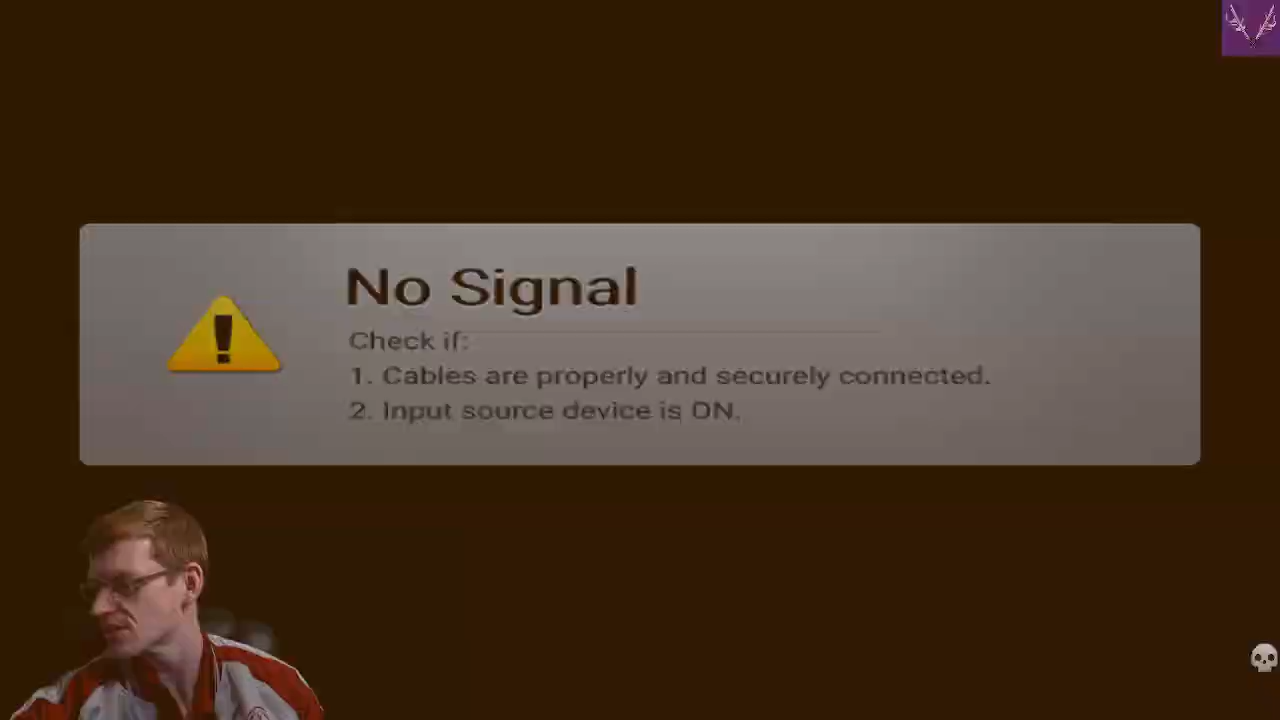 No Signal
Check if:
1. Cables are properly and securely connected.
2. Input source device is ON.